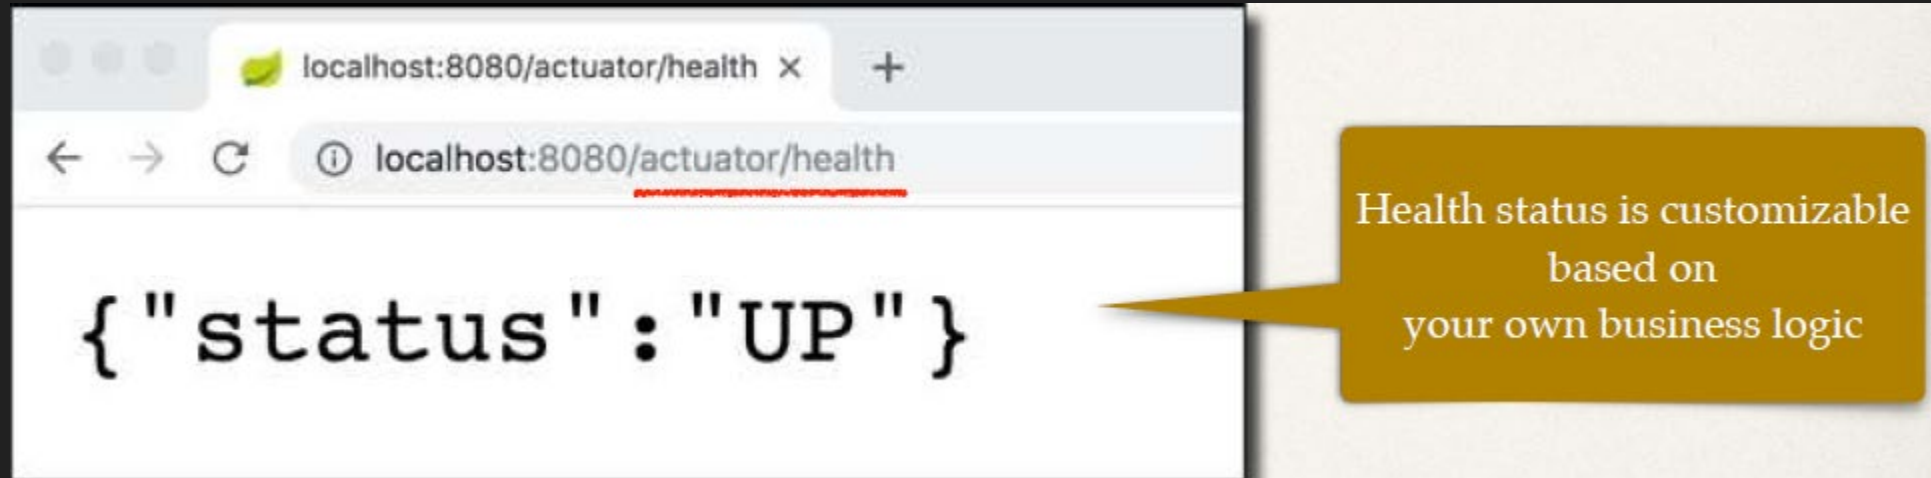 localhost:8080/actuator/health
localhost:8080/actuator/health
{"status":"UP"}
Health status is customizable
based on
your own business logic